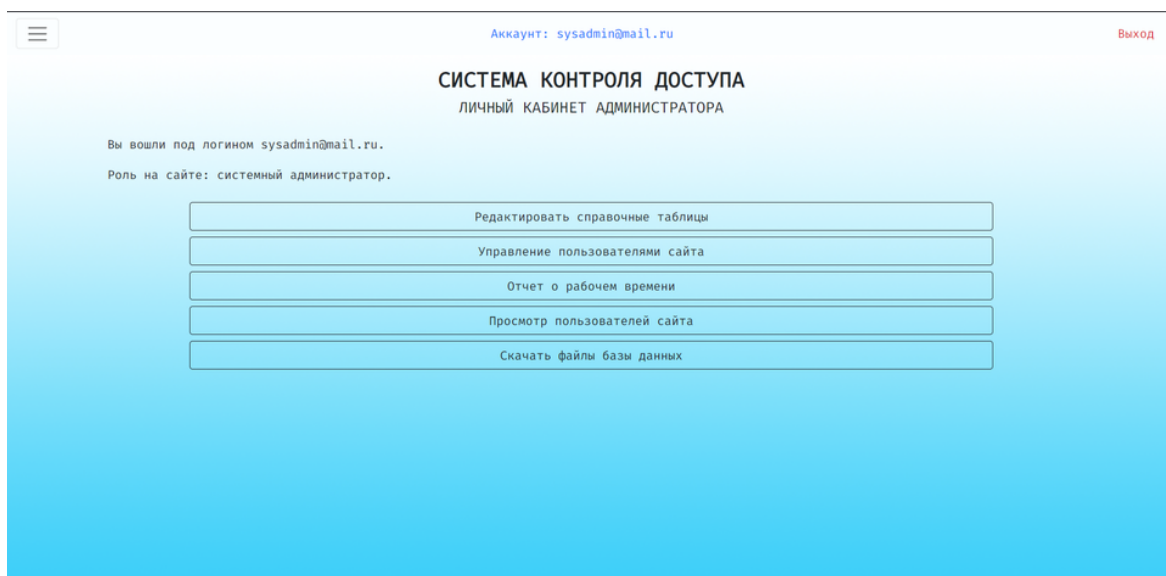 Аккаунт: sysadmin@mail.ru
Выход
СИСТЕМА КОНТРОЛЯ ДОСТУПА
ЛИЧНЫЙ КАБИНЕТ АДМИНИСТРАТОРА
Вы вошли под логином sysadmin@mail.ru.
Роль на сайте: системный администратор.
Редактировать справочные таблицы
Управление пользователями сайта
Отчет о рабочем времени
Просмотр пользователей сайта
Скачать файлы базы данных